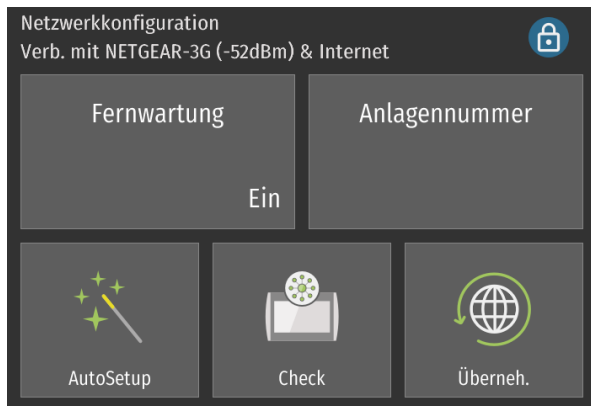 Netzwerkkonfiguration
Verb. mit NETGEAR-3G (-52dBm) & Internet
Fernwartung
Ein
Anlagennummer
AutoSetup
Check
Überneh.